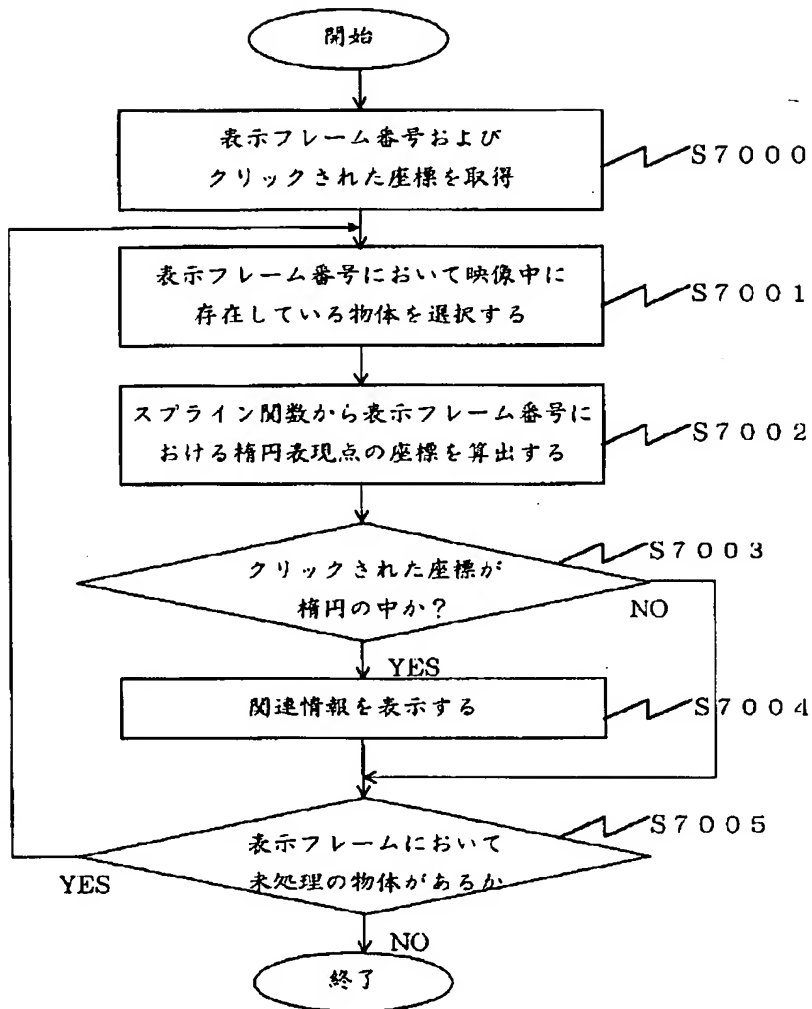 開始
表示フレーム番号および
クリックされた座標を取得
S7000
表示フレーム番号において映像中に
存在している物体を選択する
S7001
スプライン関数から表示フレーム番号に
おける楕円表現点の座標を算出する
S7002
クリックされた座標が
楕円の中か？
S7003
NO
YES
関連情報を表示する
S7004
表示フレームにおいて
未処理の物体があるか
S7005
YES
NO
終了